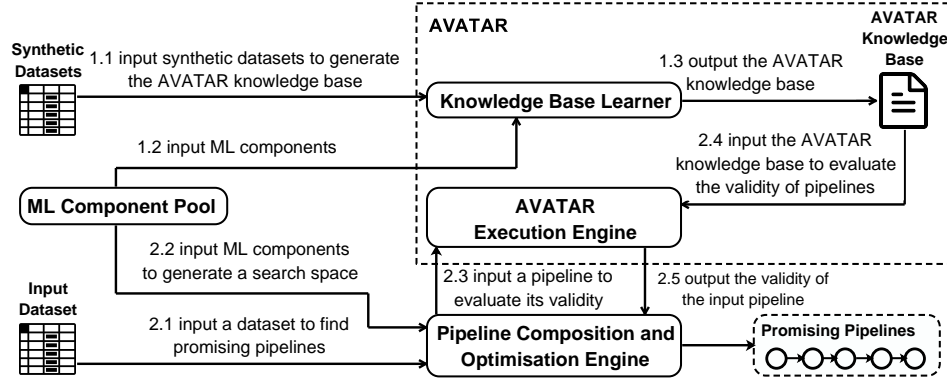 AVATAR
AVATAR
Knowledge
Base
Synthetic
Datasets
1.1 input synthetic datasets to generate
the AVATAR knowledge base
Knowledge Base Learner
1.3 output the AVATAR
knowledge base
1.2 input ML components
2.4 input the AVATAR
knowledge base to evaluate
the validity of pipelines
ML Component Pool
AVATAR
Execution Engine
2.2 input ML components
to generate a search space
2.3 input a pipeline to
evaluate its validity
2.5 output the validity of
the input pipeline
Input
Dataset
2.1 input a dataset to find
promising pipelines
Pipeline Composition and
Optimisation Engine
Promising Pipelines